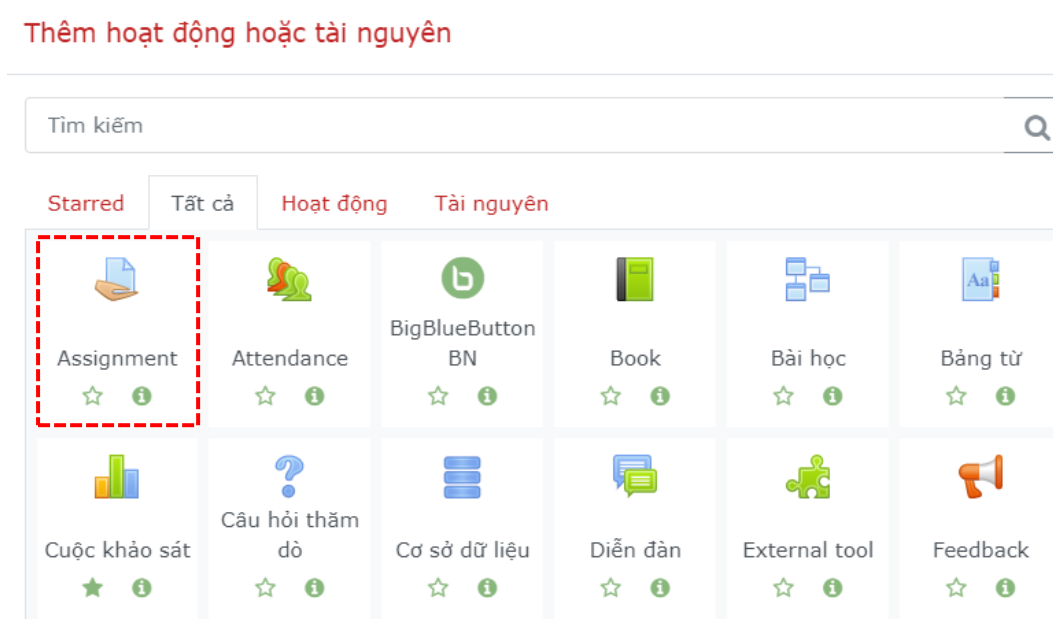 Thêm hoạt động hoặc tài nguyên
Tìm kiếm
Starred Tất cả Hoạt động Tài nguyên
Assignment
Attendance
BigBlueButton
BN
Book
Bài học
Aa
Bảng từ
Cuộc khảo sát
Câu hỏi thăm
dò
Cơ sở dữ liệu
Diễn đàn
External tool
Feedback